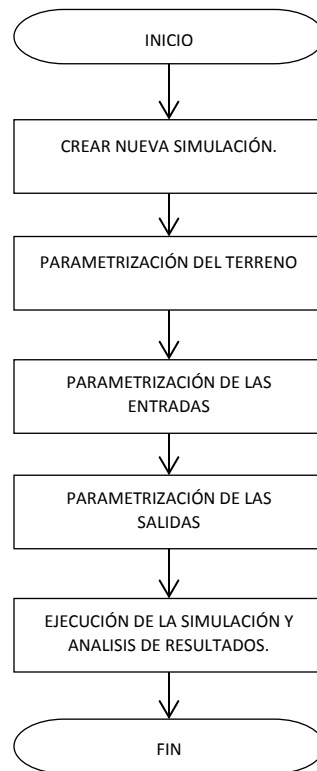 INICIO
CREAR NUEVA SIMULACIÓN.
PARAMETRIZACIÓN DEL TERRENO
PARAMETRIZACIÓN DE LAS
ENTRADAS
PARAMETRIZACIÓN DE LAS
SALIDAS
EJECUCIÓN DE LA SIMULACIÓN Y
ANALISIS DE RESULTADOS.
FIN